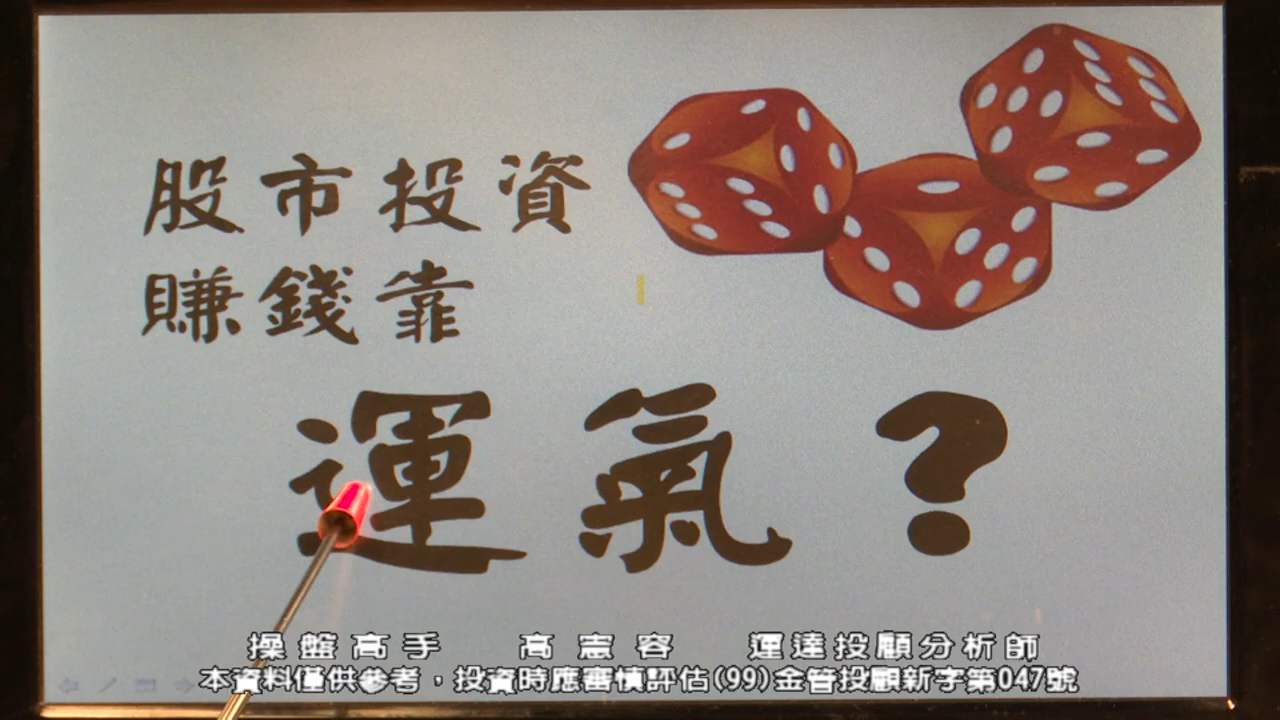 股市投資
賺錢靠
運氣?
操盤高手 高憲容 運達投顧分析師
本資料僅供參考,投資時應審慎評估(99)金管投顧新字第047號